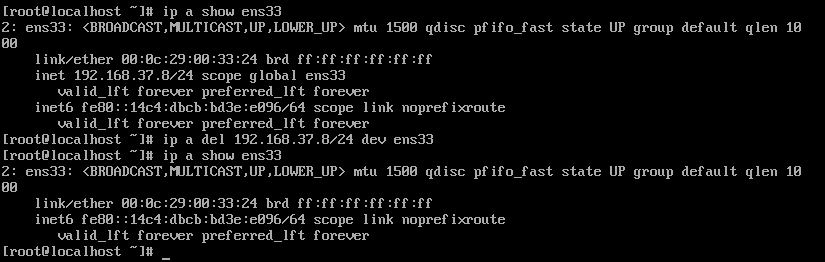 [root@localhost ~]# ip a show ens33
2: ens33: <BROADCAST,MULTICAST,UP,LOWER_UP> mtu 1500 qdisc pfifo_fast state UP group default qlen 10
00
    link/ether 00:0c:29:00:33:24 brd ff:ff:ff:ff:ff:ff
    inet 192.168.37.8/24 scope global ens33
       valid_lft forever preferred_lft forever
    inet6 fe80::14c4:dbcb:bd3e:e096/64 scope link noprefixroute
       valid_lft forever preferred_lft forever
[root@localhost ~]# ip a del 192.168.37.8/24 dev ens33
[root@localhost ~]# ip a show ens33
2: ens33: <BROADCAST,MULTICAST,UP,LOWER_UP> mtu 1500 qdisc pfifo_fast state UP group default qlen 10
00
    link/ether 00:0c:29:00:33:24 brd ff:ff:ff:ff:ff:ff
    inet6 fe80::14c4:dbcb:bd3e:e096/64 scope link noprefixroute
       valid_lft forever preferred_lft forever
[root@localhost ~]# _